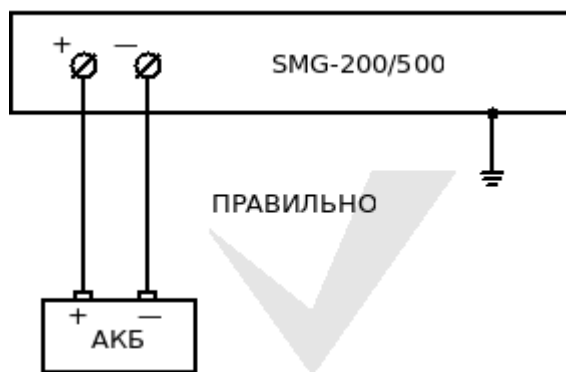 + —
SMG-200/500
ПРАВИЛЬНО
+ —
АКБ